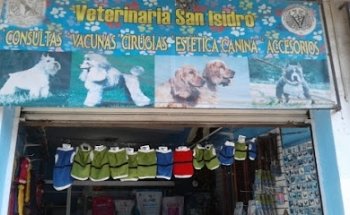 "Veterinaria San Isidro"
CONSULTAS VACUNAS CIRUGIAS ESTETICA CANINA ACCESORIOS